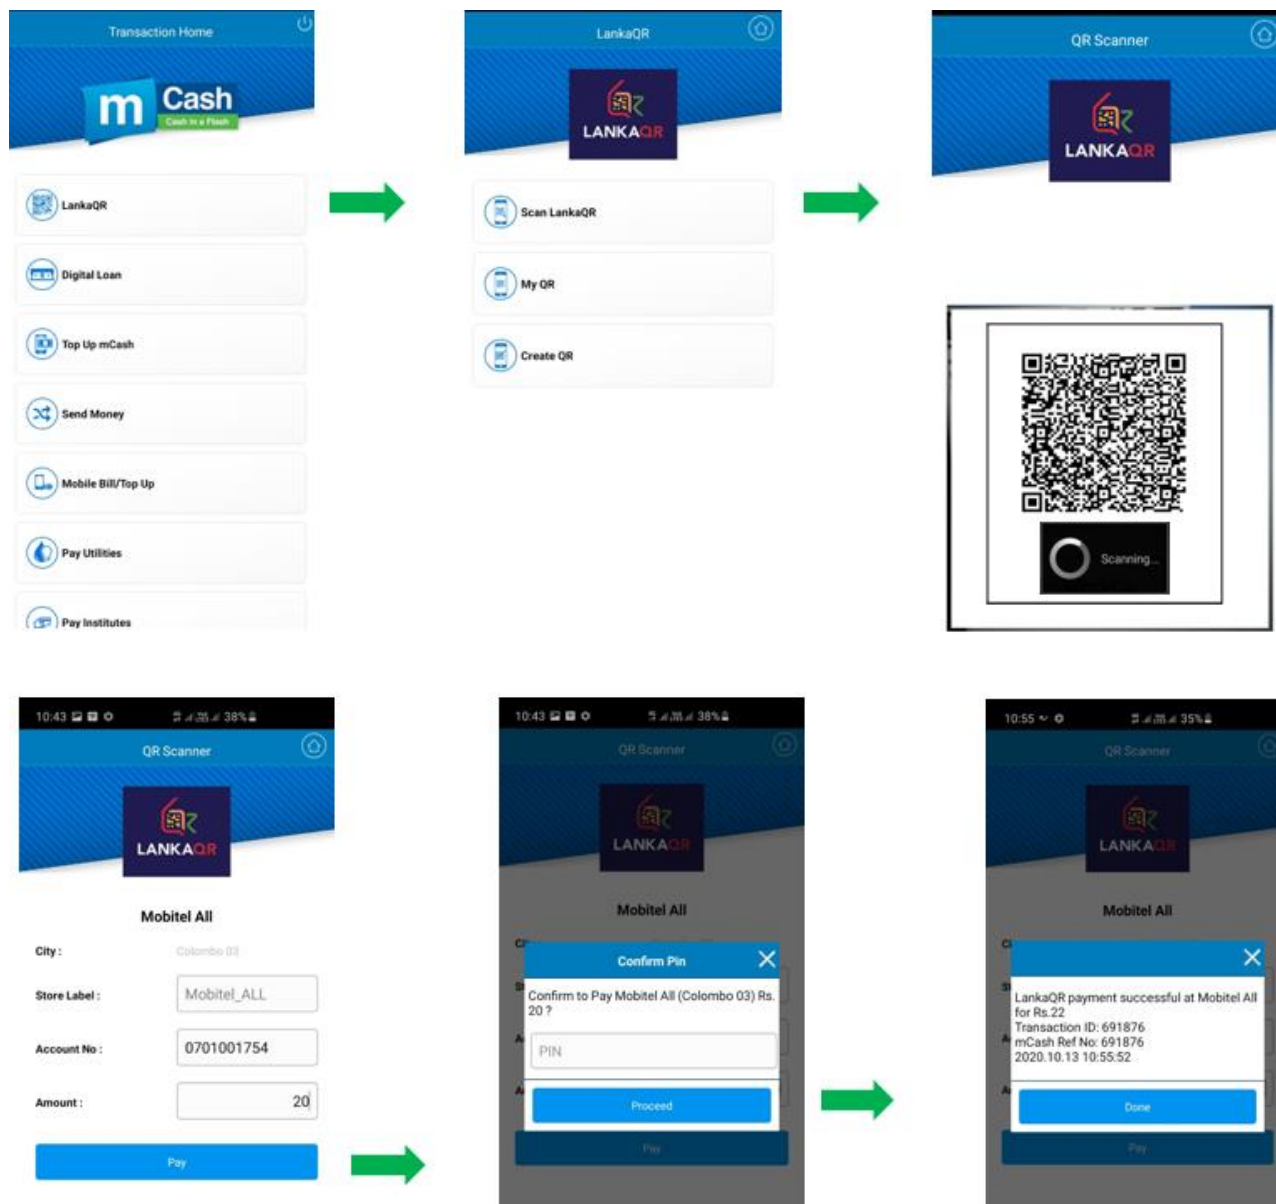 Transaction Home
m Cash
Cash in a Flash
LankaQR
Digital Loan
Top Up mCash
Send Money
Mobile Bill/Top Up
Pay Utilities
Pay Institutes
LankaQR
LANKAQR
Scan LankaQR
My QR
Create QR
QR Scanner
LANKAQR
Scanning...
10:43 38%
QR Scanner
LANKAQR
Mobitel All
City : Colombo 03
Store Label : Mobitel_ALL
Account No : 0701001754
Amount : 20
Pay
10:43 38%
QR Scanner
LANKAQR
Mobitel All
Confirm Pin
Confirm to Pay Mobitel All (Colombo 03) Rs.
20 ?
PIN
Proceed
Pay
10:55 35%
QR Scanner
LANKAQR
Mobitel All
LankaQR payment successful at Mobitel All
for Rs.22
Transaction ID: 691876
mCash Ref No: 691876
2020.10.13 10:55:52
Done
Pay